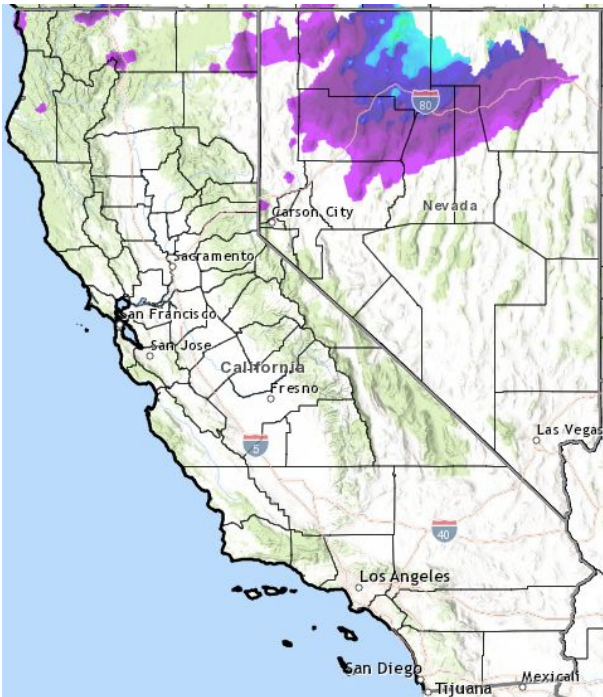 80
Nevada
Carson City
Sacramento
San Francisco
San Jose
California
Fresno
Las Vegas
5
40
Los Angeles
San Diego
Mexicali
Tijuana